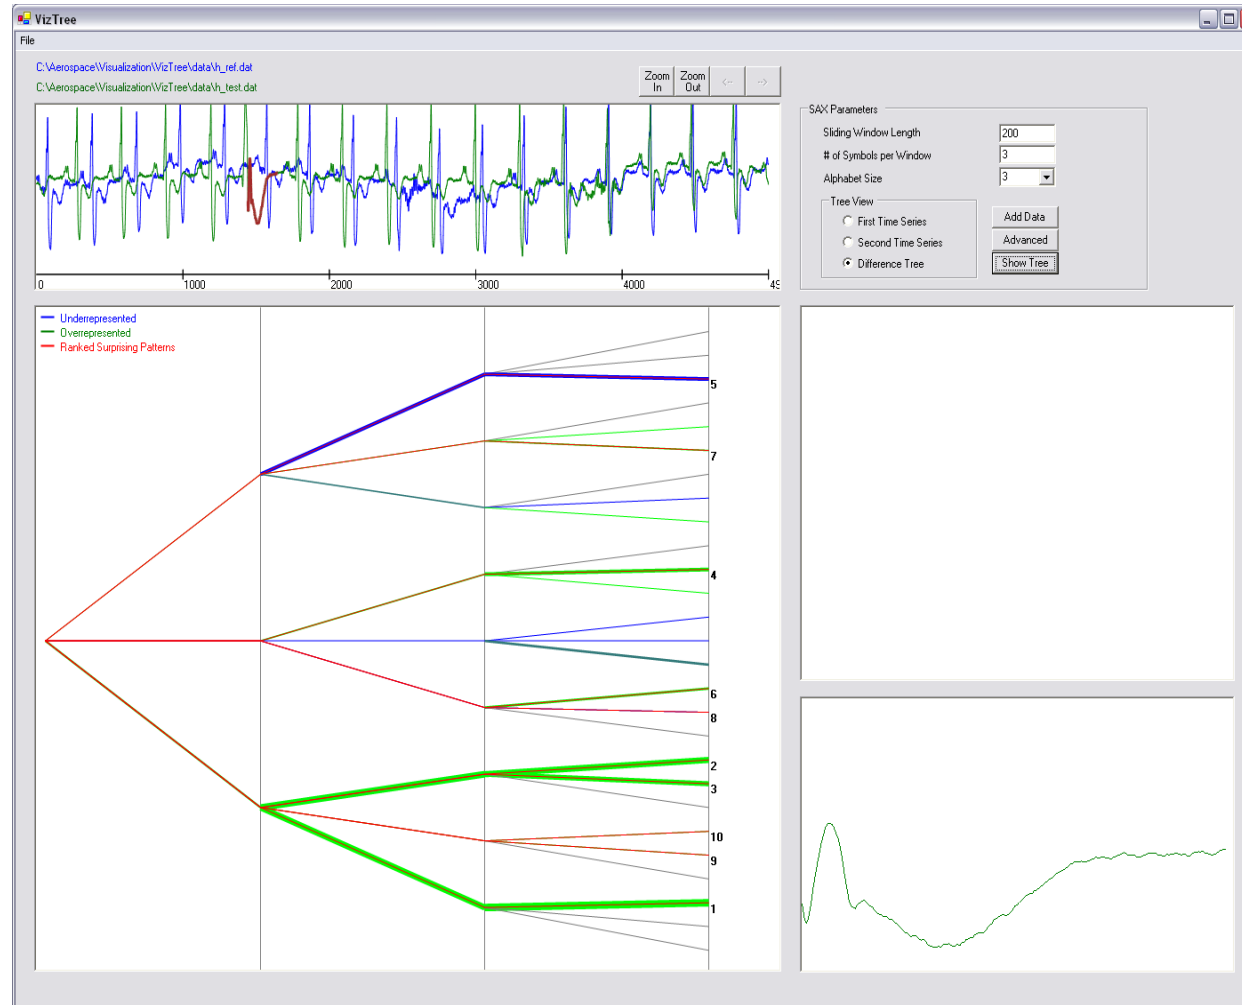 VizTree
File
C:\Aerospace\Visualization\VizTree\data\h_ref.dat
C:\Aerospace\Visualization\VizTree\data\h_test.dat
Zoom In
Zoom Out
<--
-->
0 1000 2000 3000 4000 49
SAX Parameters
Sliding Window Length 200
# of Symbols per Window 3
Alphabet Size 3
Tree View
First Time Series
Second Time Series
Difference Tree
Add Data
Advanced
Show Tree
Underrepresented
Overrepresented
Ranked Surprising Patterns
5
7
4
6
8
2
3
10
9
1